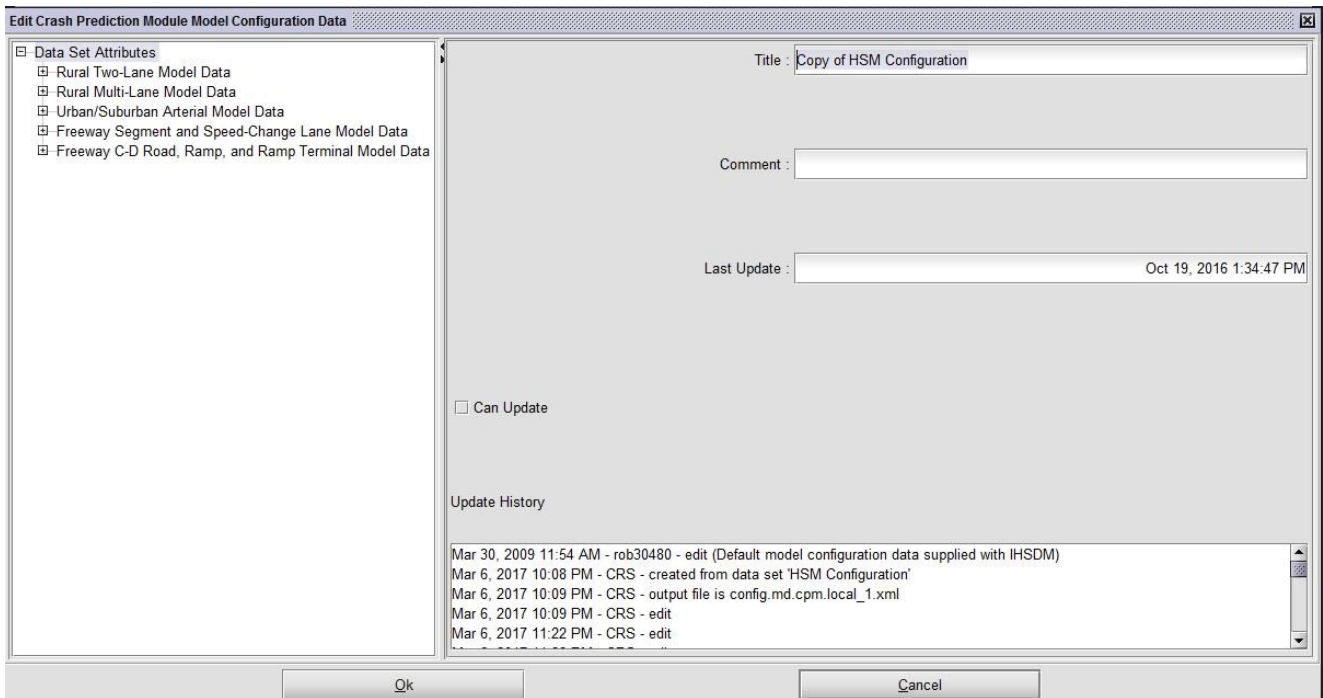 Edit Crash Prediction Module Model Configuration Data
Data Set Attributes
Rural Two-Lane Model Data
Rural Multi-Lane Model Data
Urban/Suburban Arterial Model Data
Freeway Segment and Speed-Change Lane Model Data
Freeway C-D Road, Ramp, and Ramp Terminal Model Data
Title : Copy of HSM Configuration
Comment :
Last Update : Oct 19, 2016 1:34:47 PM
Can Update
Update History
Mar 30, 2009 11:54 AM - rob30480 - edit (Default model configuration data supplied with IHSDM)
Mar 6, 2017 10:08 PM - CRS - created from data set 'HSM Configuration'
Mar 6, 2017 10:09 PM - CRS - output file is config.md.cpm.local_1.xml
Mar 6, 2017 10:09 PM - CRS - edit
Mar 6, 2017 11:22 PM - CRS - edit
Ok
Cancel